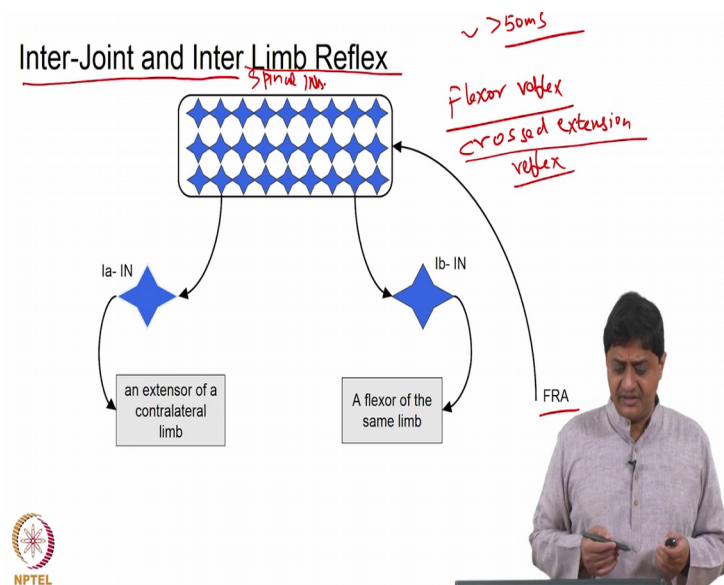 ~ >50ms
Inter-Joint and Inter Limb Reflex
spinal INs.
Flexor reflex
crossed extension
reflex
Ia- IN
Ib- IN
an extensor of a
contralateral
limb
A flexor of the
same limb
FRA
NPTEL